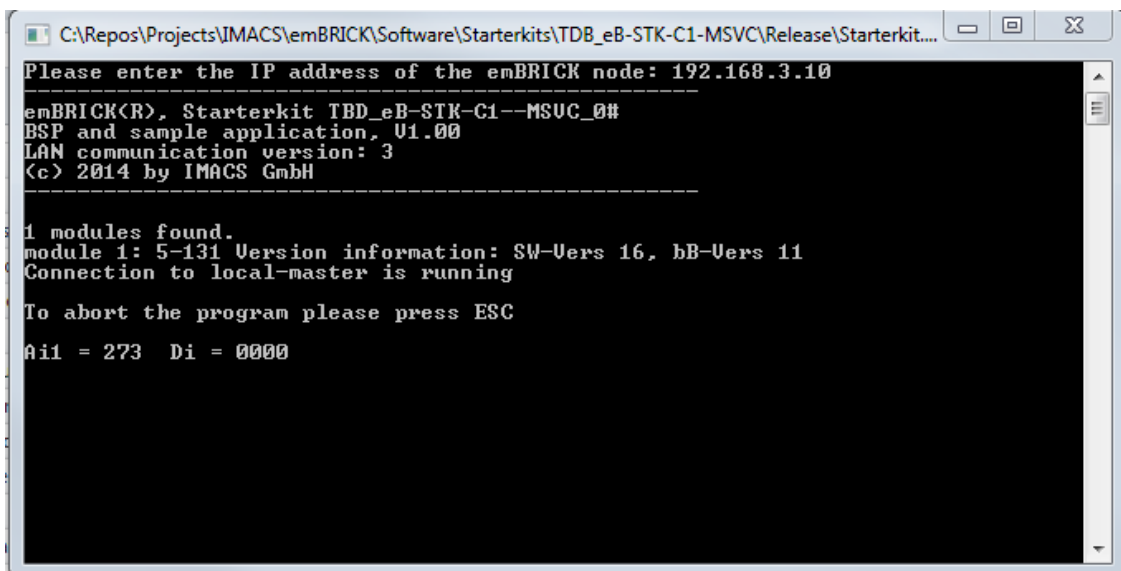 C:\Repos\Projects\IMACS\emBRICK\Software\Starterkits\TDB_eB-STK-C1-MSVC\Release\Starterkit....
Please enter the IP address of the emBRICK node: 192.168.3.10
------------------------------------------------------
emBRICK(R), Starterkit TBD_eB-STK-C1--MSVC_0#
BSP and sample application, V1.00
LAN communication version: 3
(c) 2014 by IMACS GmbH
------------------------------------------------------
1 modules found.
module 1: 5-131 Version information: SW-Vers 16, bB-Vers 11
Connection to local-master is running
To abort the program please press ESC
Ai1 = 273  Di = 0000